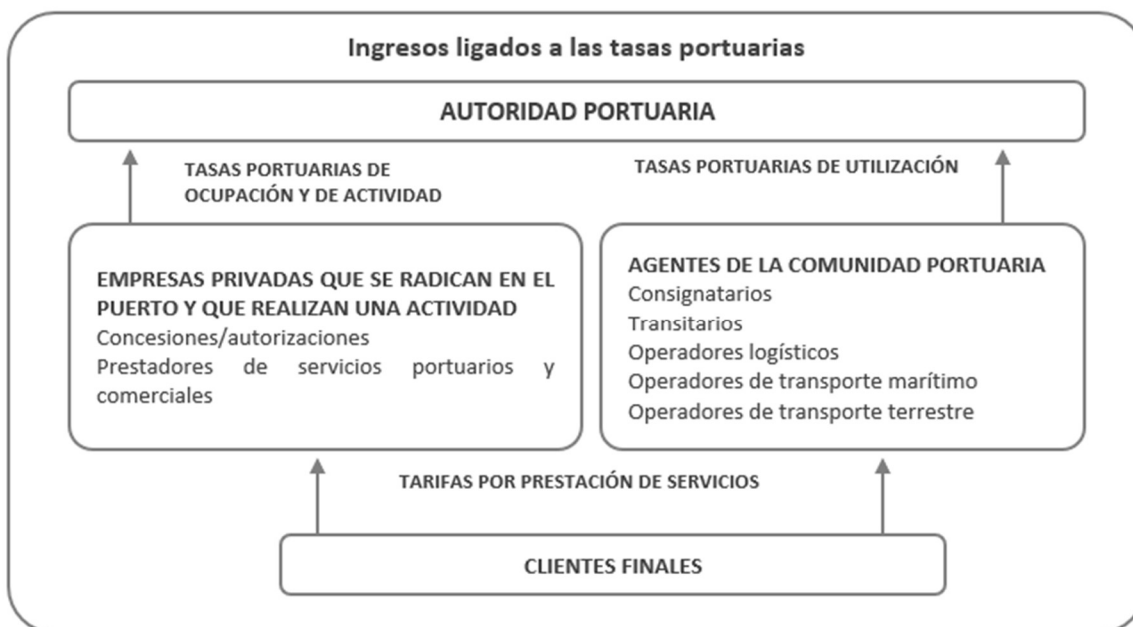 Ingresos ligados a las tasas portuarias
AUTORIDAD PORTUARIA
TASAS PORTUARIAS DE
OCUPACIÓN Y DE ACTIVIDAD
TASAS PORTUARIAS DE UTILIZACIÓN
EMPRESAS PRIVADAS QUE SE RADICAN EN EL
PUERTO Y QUE REALIZAN UNA ACTIVIDAD
Concesiones/autorizaciones
Prestadores de servicios portuarios y
comerciales
AGENTES DE LA COMUNIDAD PORTUARIA
Consignatarios
Transitarios
Operadores logísticos
Operadores de transporte marítimo
Operadores de transporte terrestre
TARIFAS POR PRESTACIÓN DE SERVICIOS
CLIENTES FINALES